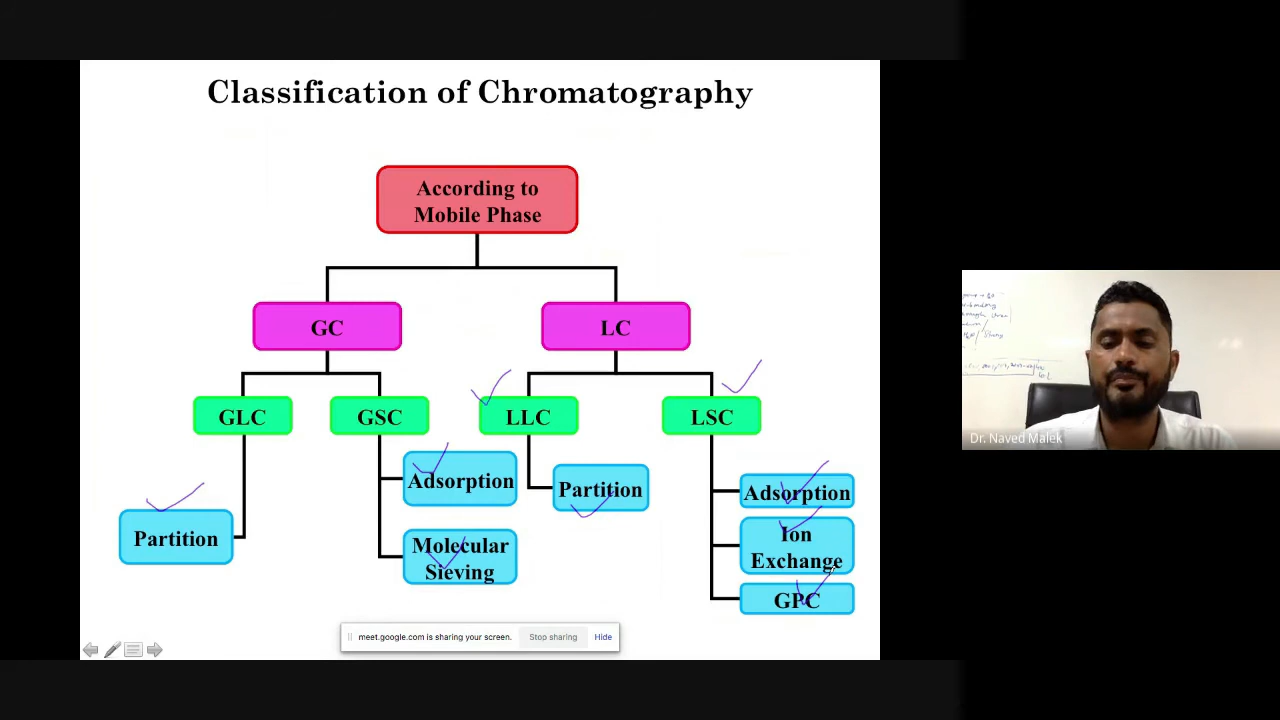 Classification of Chromatography
According to
Mobile Phase
GC
LC
GLC
GSC
LLC
LSC
Adsorption
Partition
Adsorption
Partition
Molecular
Sieving
Ion
Exchange
GPC
Dr. Naved Malek
meet.google.com is sharing your screen.
Stop sharing
Hide